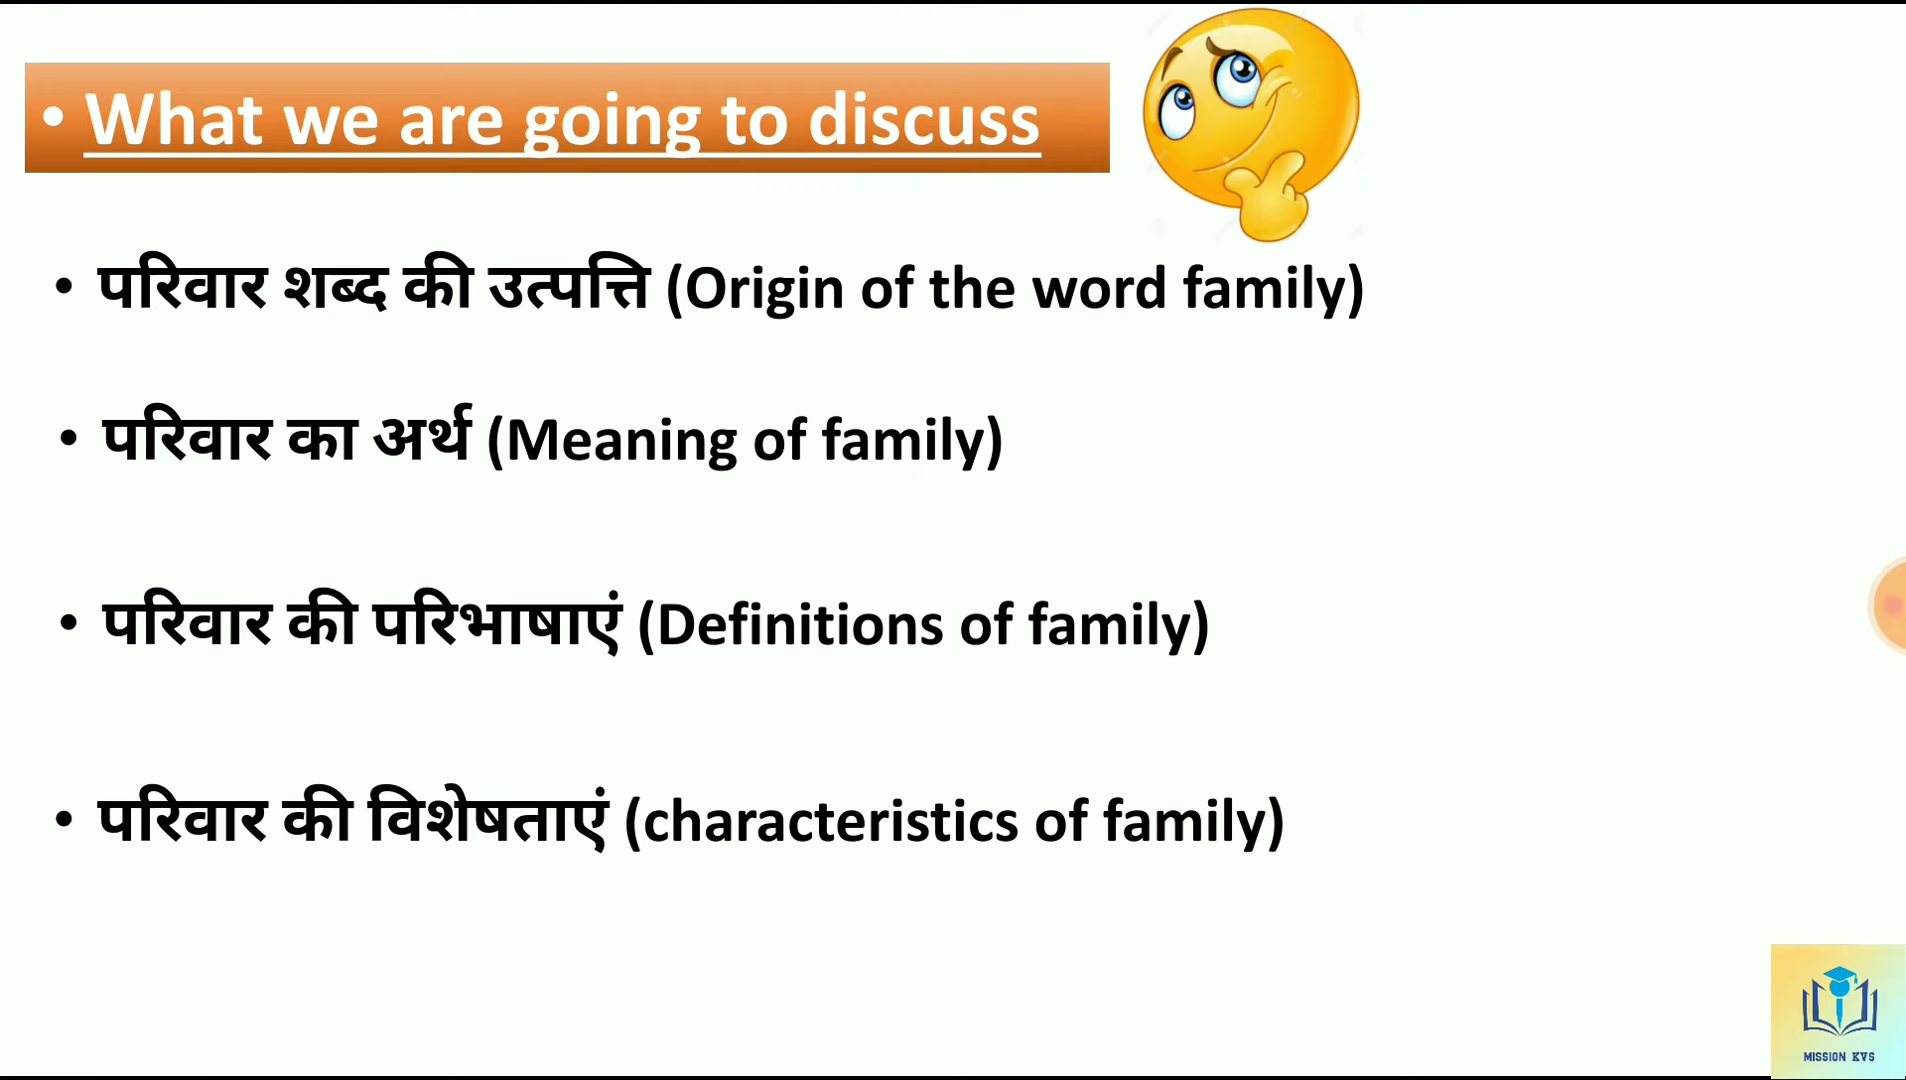 • What we are going to discuss
• परिवार शब्द की उत्पत्ति (Origin of the word family)
• परिवार का अर्थ (Meaning of family)
• परिवार की परिभाषाएं (Definitions of family)
• परिवार की विशेषताएं (characteristics of family)
MISSION KVS